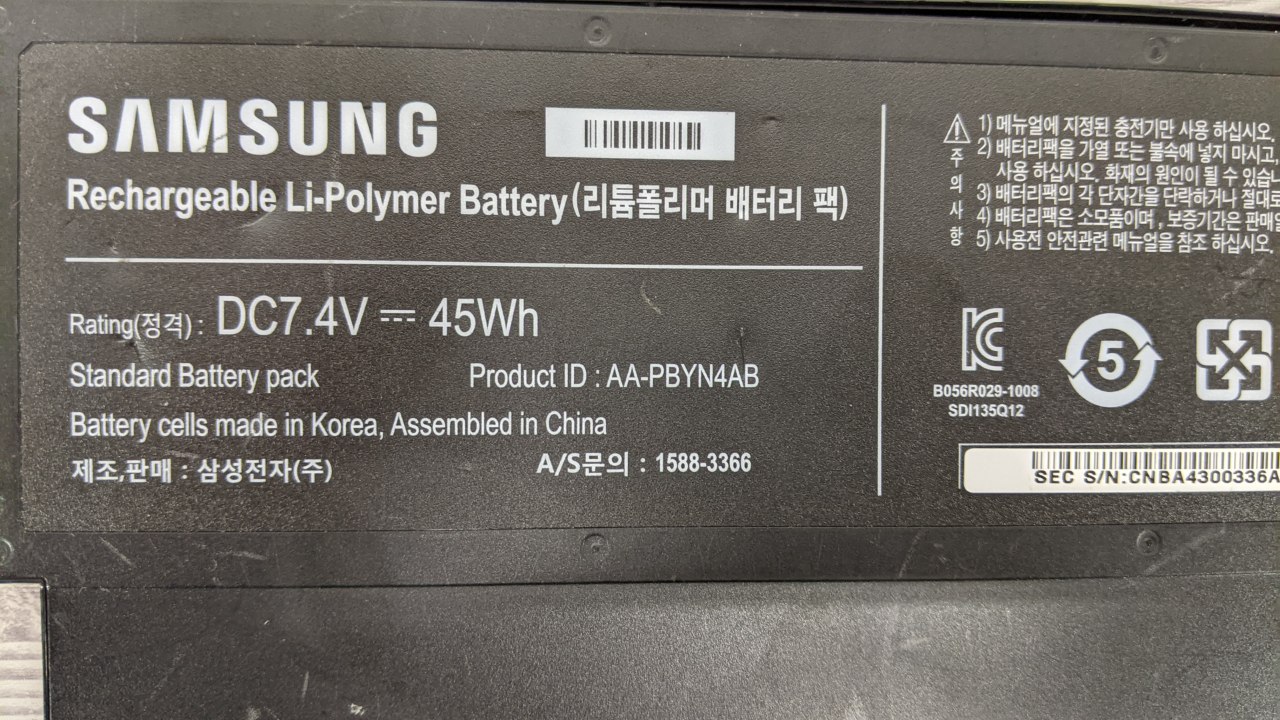 SAMSUNG
Rechargeable Li-Polymer Battery(리튬폴리머 배터리 팩)
Rating(정격) : DC7.4V 45Wh
Standard Battery pack Product ID : AA-PBYN4AB
Battery cells made in Korea, Assembled in China
제조,판매 : 삼성전자(주) A/S문의 : 1588-3366
주의사항
1) 메뉴얼에 지정된 충전기만 사용 하십시오,
2) 배터리팩을 가열 또는 불속에 넣지 마시고,
사용 하십시오, 화재의 원인이 될 수 있습니
3) 배터리팩의 각 단자간을 단락하거나 절대로
4) 배터리팩은 소모품이며 , 보증기간은 판매일
5) 사용전 안전관련 메뉴얼을 참조 하십시오,
KC
B056R029-1008
SDI135Q12
5
SEC S/N:CNBA4300336A